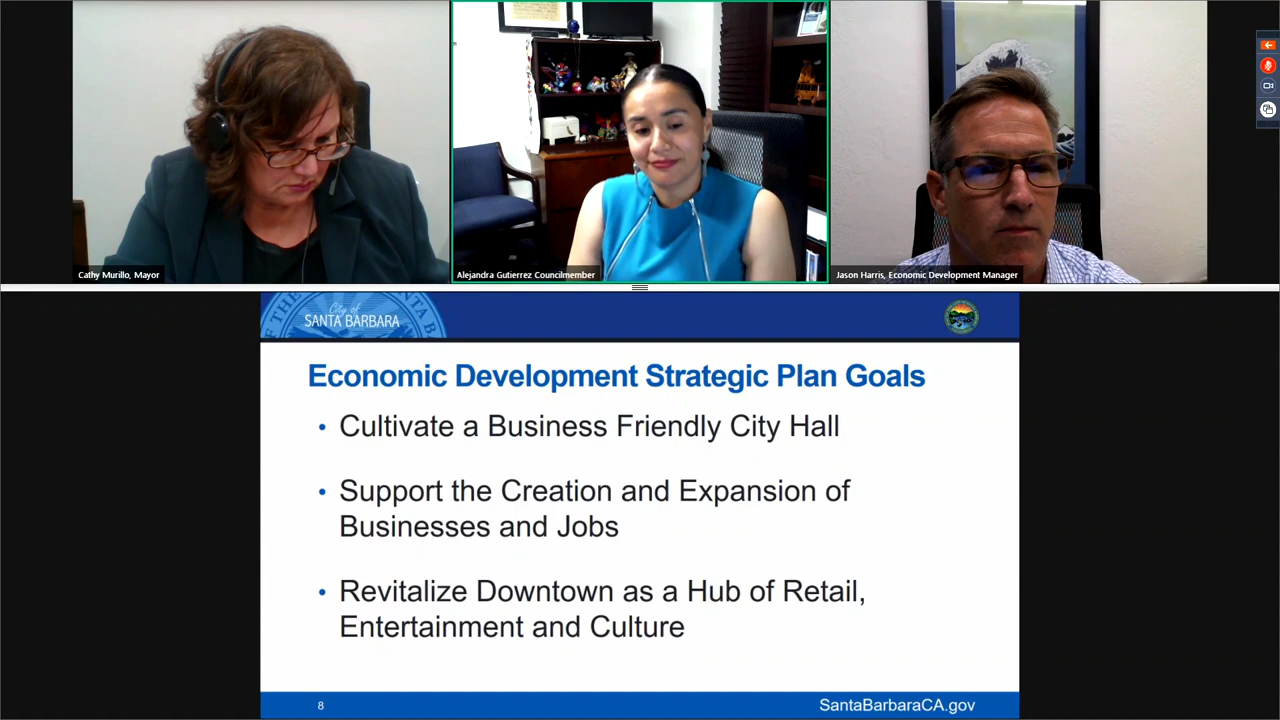 Cathy Murillo, Mayor
Alejandra Gutierrez Councilmember
Jason Harris, Economic Development Manager
City of
SANTA BARBARA
Economic Development Strategic Plan Goals
• Cultivate a Business Friendly City Hall
• Support the Creation and Expansion of
Businesses and Jobs
• Revitalize Downtown as a Hub of Retail,
Entertainment and Culture
8
SantaBarbaraCA.gov